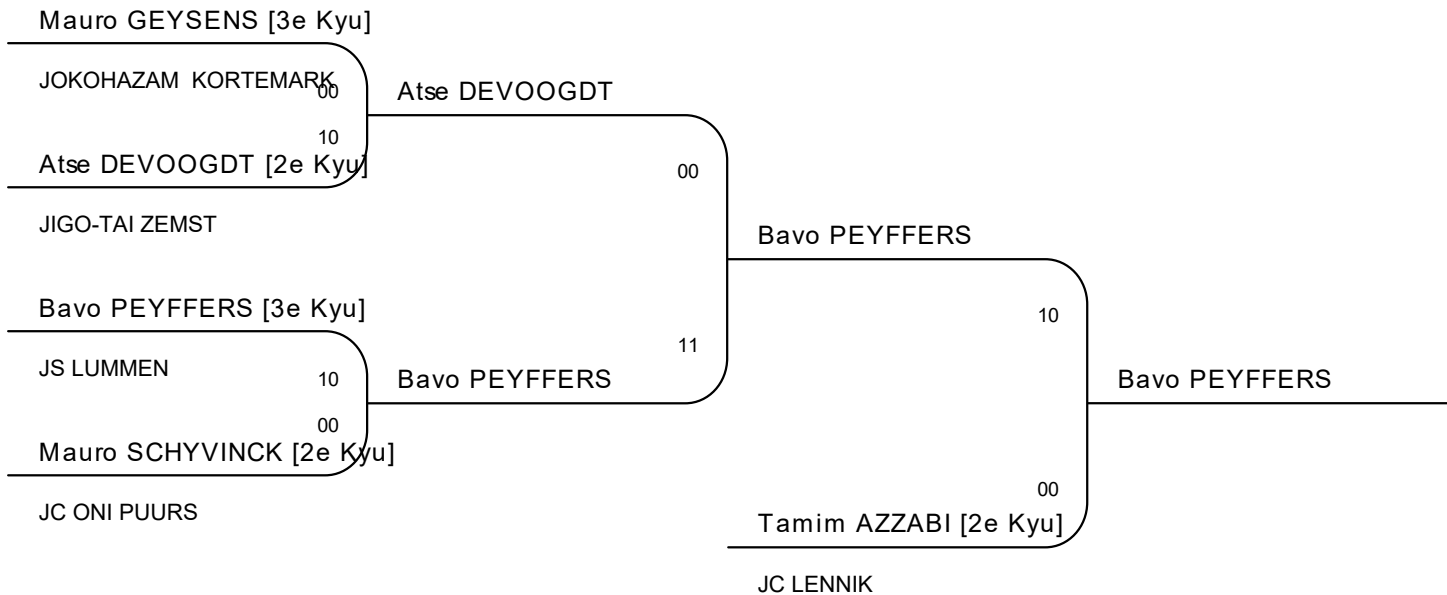 Mauro GEYSENS [3e Kyu]
JOKOHAZAM KORTEMARK
00
10
Atse DEVOOGDT [2e Kyu]
JIGO-TAI ZEMST
Bavo PEYFFERS [3e Kyu]
JS LUMMEN
10
00
Mauro SCHYVINCK [2e Kyu]
JC ONI PUURS
Atse DEVOOGDT
00
11
Bavo PEYFFERS
Bavo PEYFFERS
10
00
Tamim AZZABI [2e Kyu]
JC LENNIK
Bavo PEYFFERS